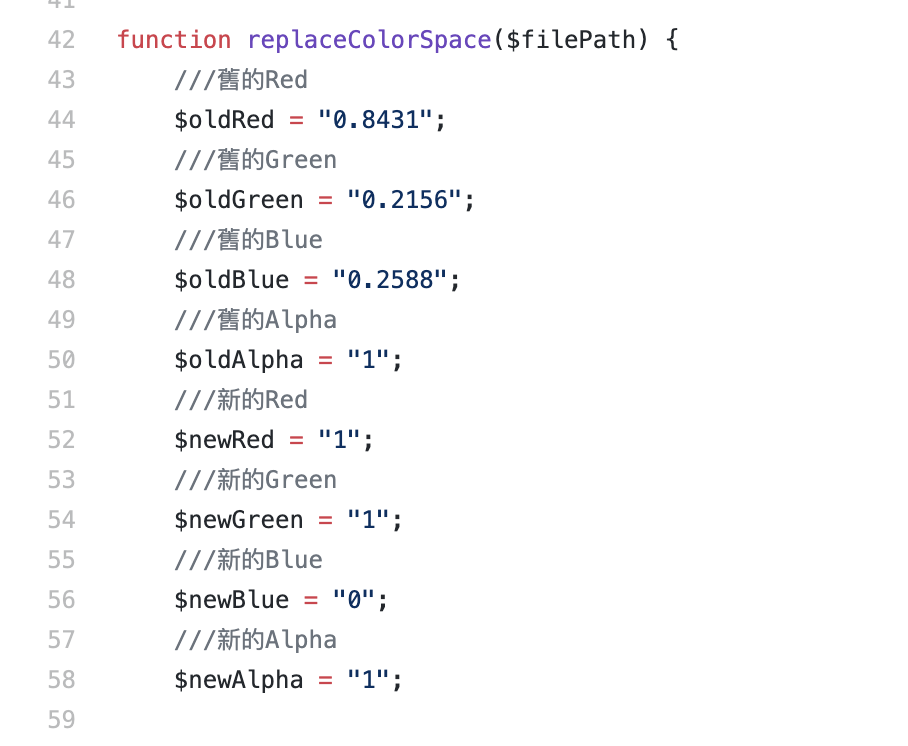 41
42 function replaceColorSpace($filePath) {
43 ///舊的Red
44 $oldRed = "0.8431";
45 ///舊的Green
46 $oldGreen = "0.2156";
47 ///舊的Blue
48 $oldBlue = "0.2588";
49 ///舊的Alpha
50 $oldAlpha = "1";
51 ///新的Red
52 $newRed = "1";
53 ///新的Green
54 $newGreen = "1";
55 ///新的Blue
56 $newBlue = "0";
57 ///新的Alpha
58 $newAlpha = "1";
59